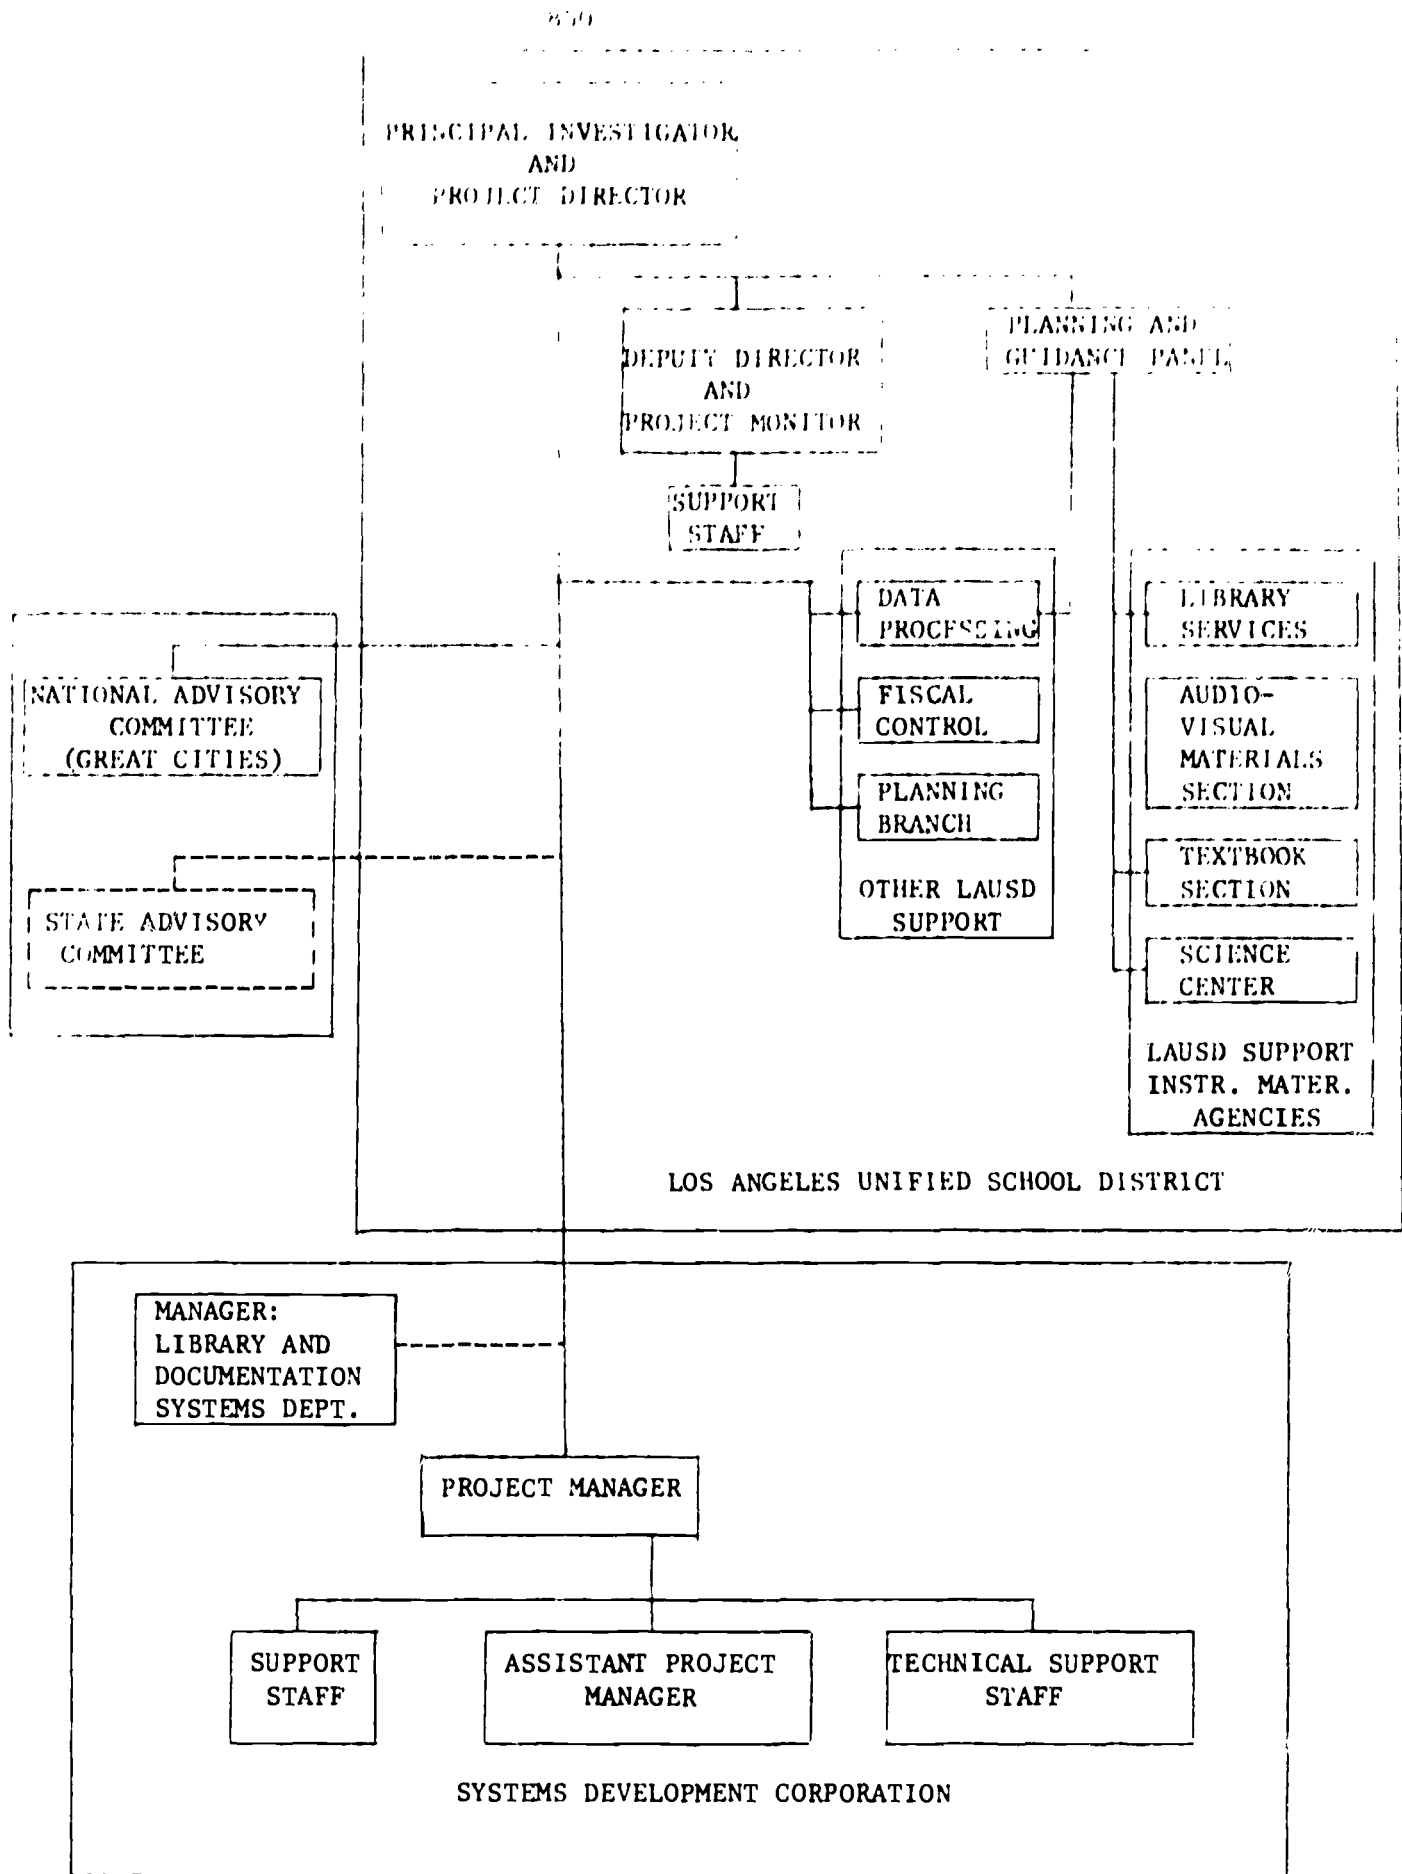 850
PRINCIPAL INVESTIGATOR
AND
PROJECT DIRECTOR
DEPUTY DIRECTOR
AND
PROJECT MONITOR
PLANNING AND
GUIDANCE PANEL
SUPPORT
STAFF
DATA
PROCESSING
FISCAL
CONTROL
PLANNING
BRANCH
OTHER LAUSD
SUPPORT
LIBRARY
SERVICES
AUDIO-
VISUAL
MATERIALS
SECTION
TEXTBOOK
SECTION
SCIENCE
CENTER
LAUSD SUPPORT
INSTR. MATER.
AGENCIES
NATIONAL ADVISORY
COMMITTEE
(GREAT CITIES)
STATE ADVISORY
COMMITTEE
LOS ANGELES UNIFIED SCHOOL DISTRICT
MANAGER:
LIBRARY AND
DOCUMENTATION
SYSTEMS DEPT.
PROJECT MANAGER
SUPPORT
STAFF
ASSISTANT PROJECT
MANAGER
TECHNICAL SUPPORT
STAFF
SYSTEMS DEVELOPMENT CORPORATION